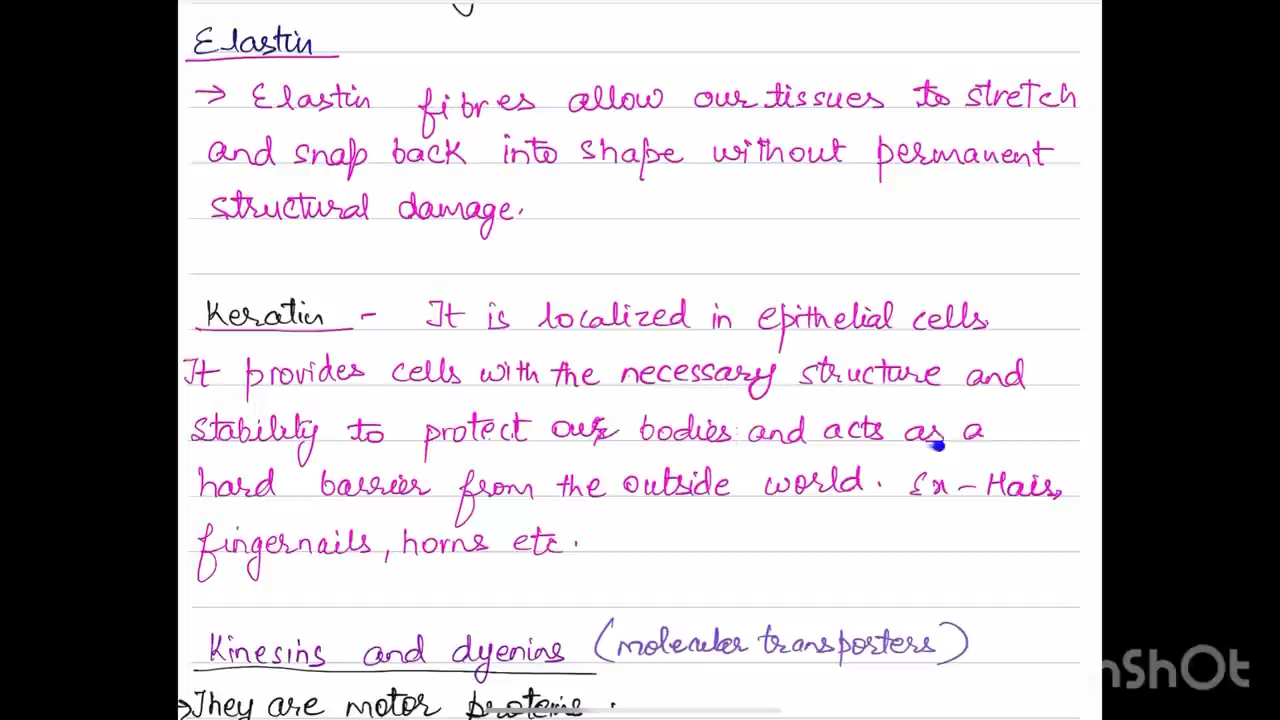 Elastin
→ Elastin fibres allow our tissues to stretch
and snap back into shape without permanent
structural damage.
Keratin - It is localized in epithelial cells.
It provides cells with the necessary structure and
stability to protect our bodies and acts as a
hard barrier from the outside world. Ex - Hair,
fingernails, horns etc.
Kinesins and dyenins (molecular transporters)
→ They are motor proteins.
nShOt